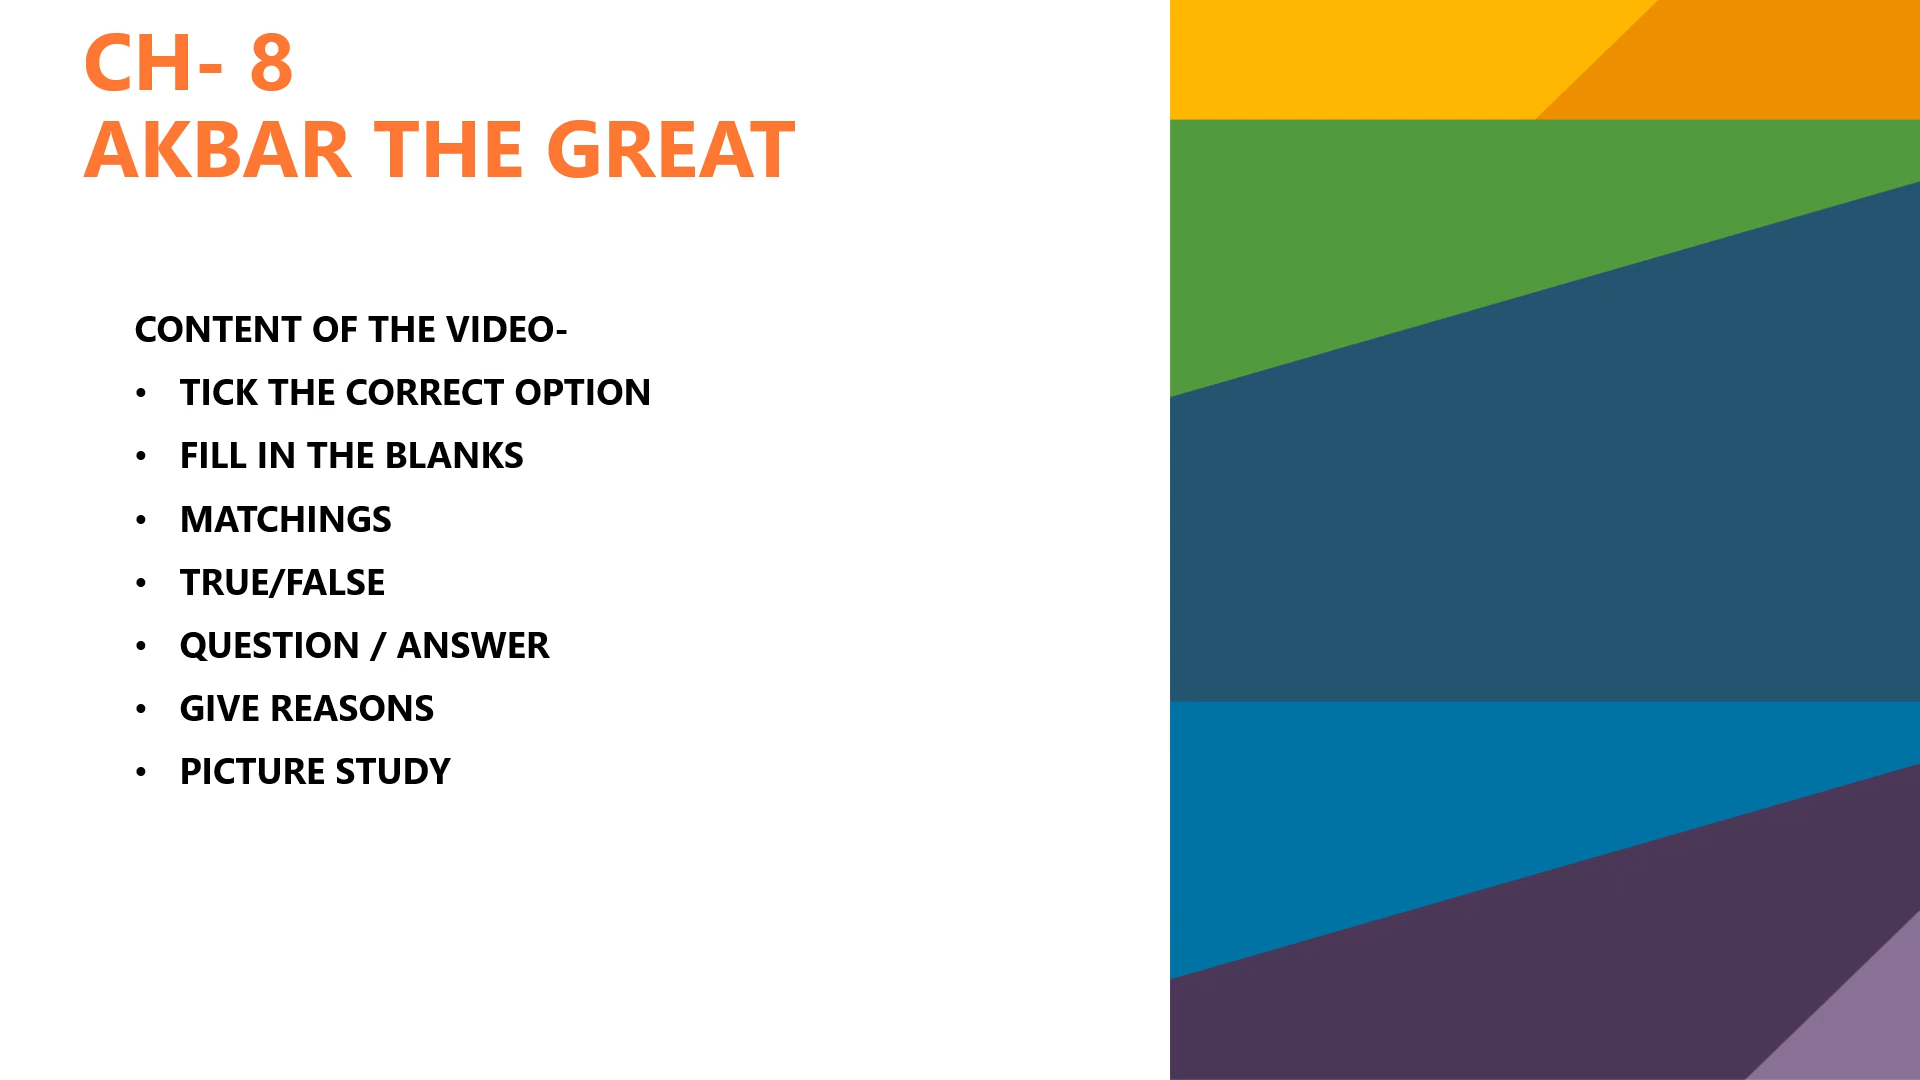 CH- 8
AKBAR THE GREAT
CONTENT OF THE VIDEO-
• TICK THE CORRECT OPTION
• FILL IN THE BLANKS
• MATCHINGS
• TRUE/FALSE
• QUESTION / ANSWER
• GIVE REASONS
• PICTURE STUDY